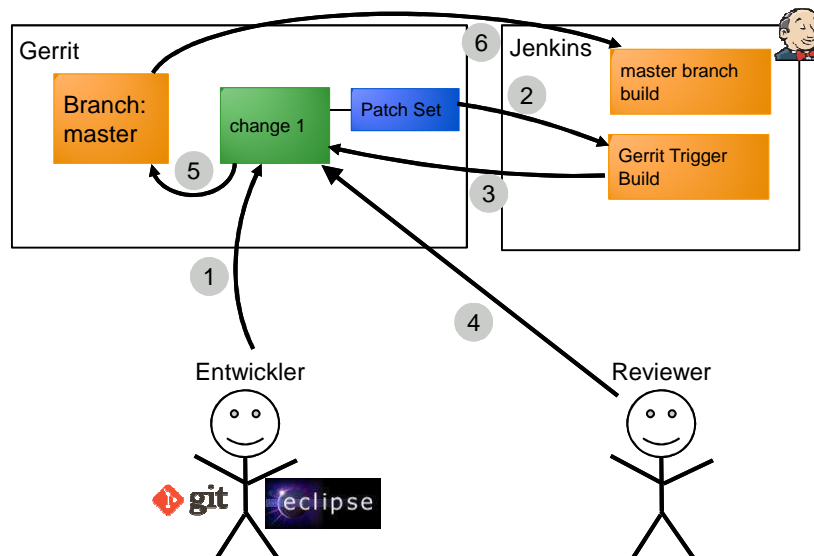 Gerrit
6
Jenkins
Branch:
master
change 1
Patch Set
2
master branch
build
Gerrit Trigger
Build
5
3
1
4
Entwickler
Reviewer
git
eclipse